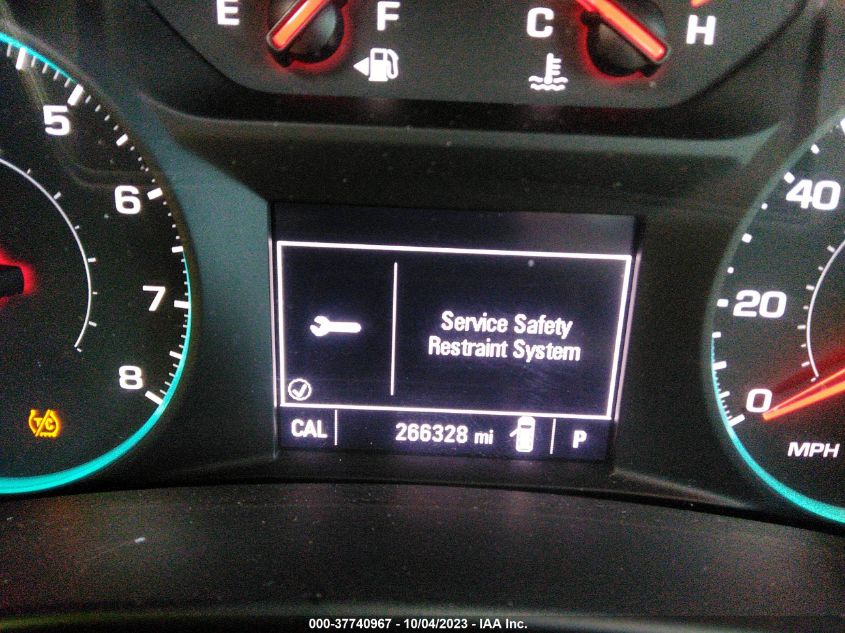 E F C H
5
6
7
8
T/C
40
20
0
MPH
Service Safety
Restraint System
CAL 266328 mi P
000-37740967 - 10/04/2023 - IAA Inc.